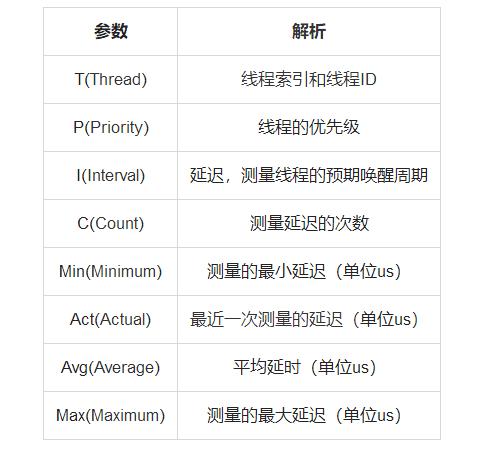 参数 解析
T(Thread) 线程索引和线程ID
P(Priority) 线程的优先级
I(Interval) 延迟，测量线程的预期唤醒周期
C(Count) 测量延迟的次数
Min(Minimum) 测量的最小延迟（单位us）
Act(Actual) 最近一次测量的延迟（单位us）
Avg(Average) 平均延时（单位us）
Max(Maximum) 测量的最大延迟（单位us）